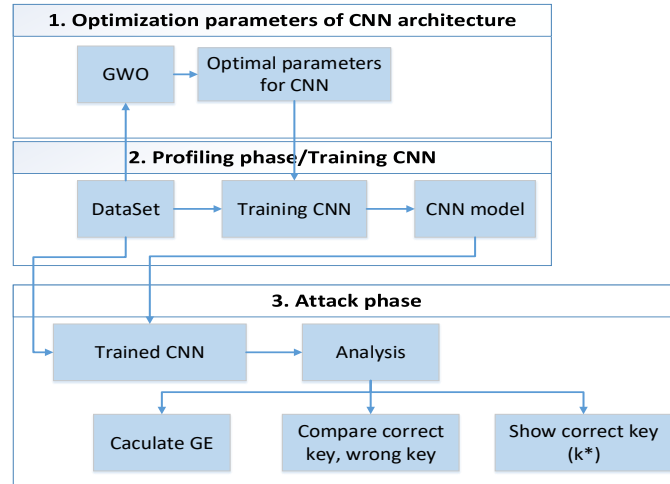 1. Optimization parameters of CNN architecture
GWO
Optimal parameters
for CNN
2. Profiling phase/Training CNN
DataSet
Training CNN
CNN model
3. Attack phase
Trained CNN
Analysis
Caculate GE
Compare correct
key, wrong key
Show correct key
(k*)